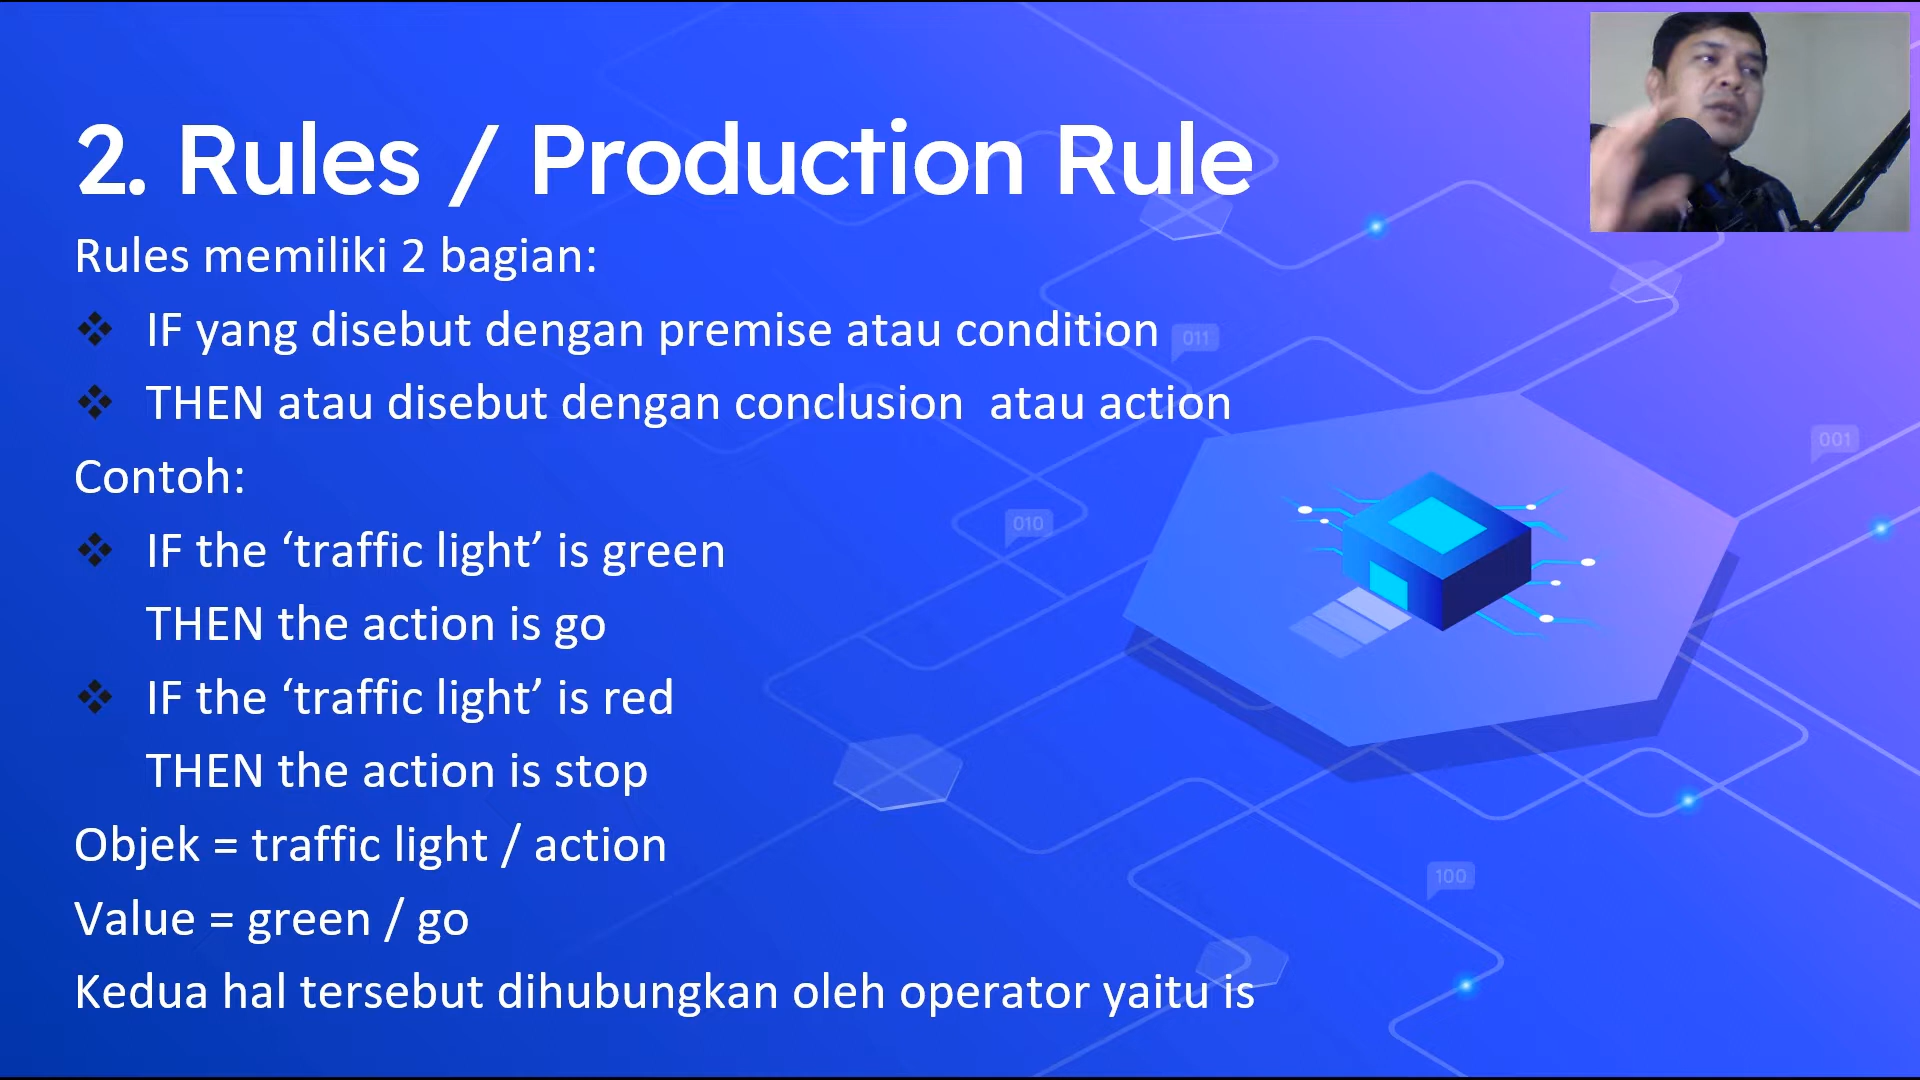 2. Rules / Production Rule
Rules memiliki 2 bagian:
❖ IF yang disebut dengan premise atau condition
❖ THEN atau disebut dengan conclusion  atau action
Contoh:
❖ IF the ‘traffic light’ is green
THEN the action is go
❖ IF the ‘traffic light’ is red
THEN the action is stop
Objek = traffic light / action
Value = green / go
Kedua hal tersebut dihubungkan oleh operator yaitu is
011
001
010
100